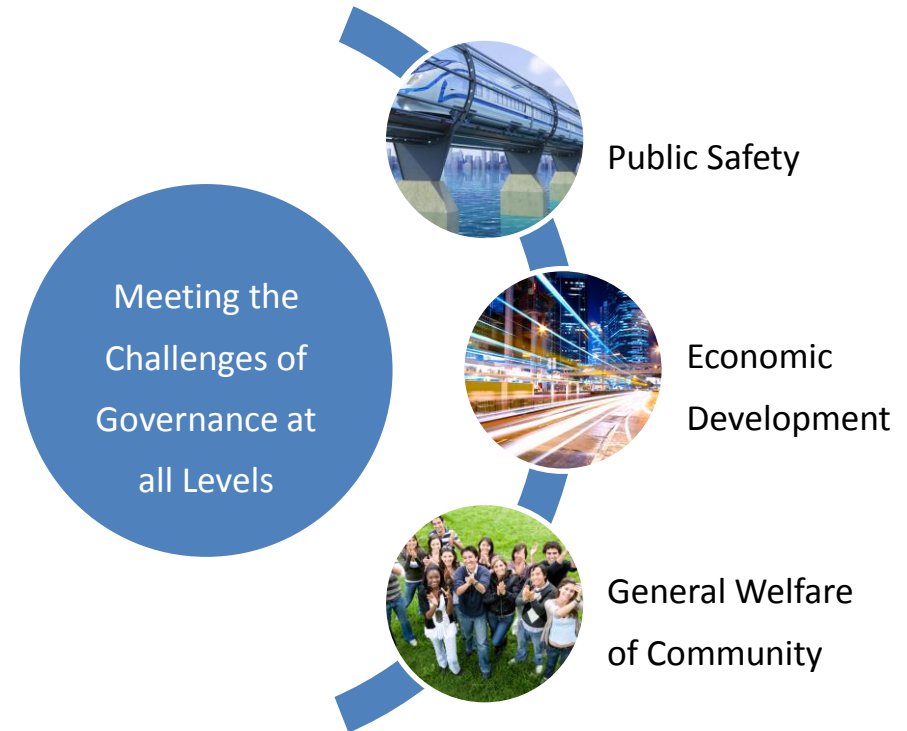 Meeting the
Challenges of
Governance at
all Levels
Public Safety
Economic
Development
General Welfare
of Community